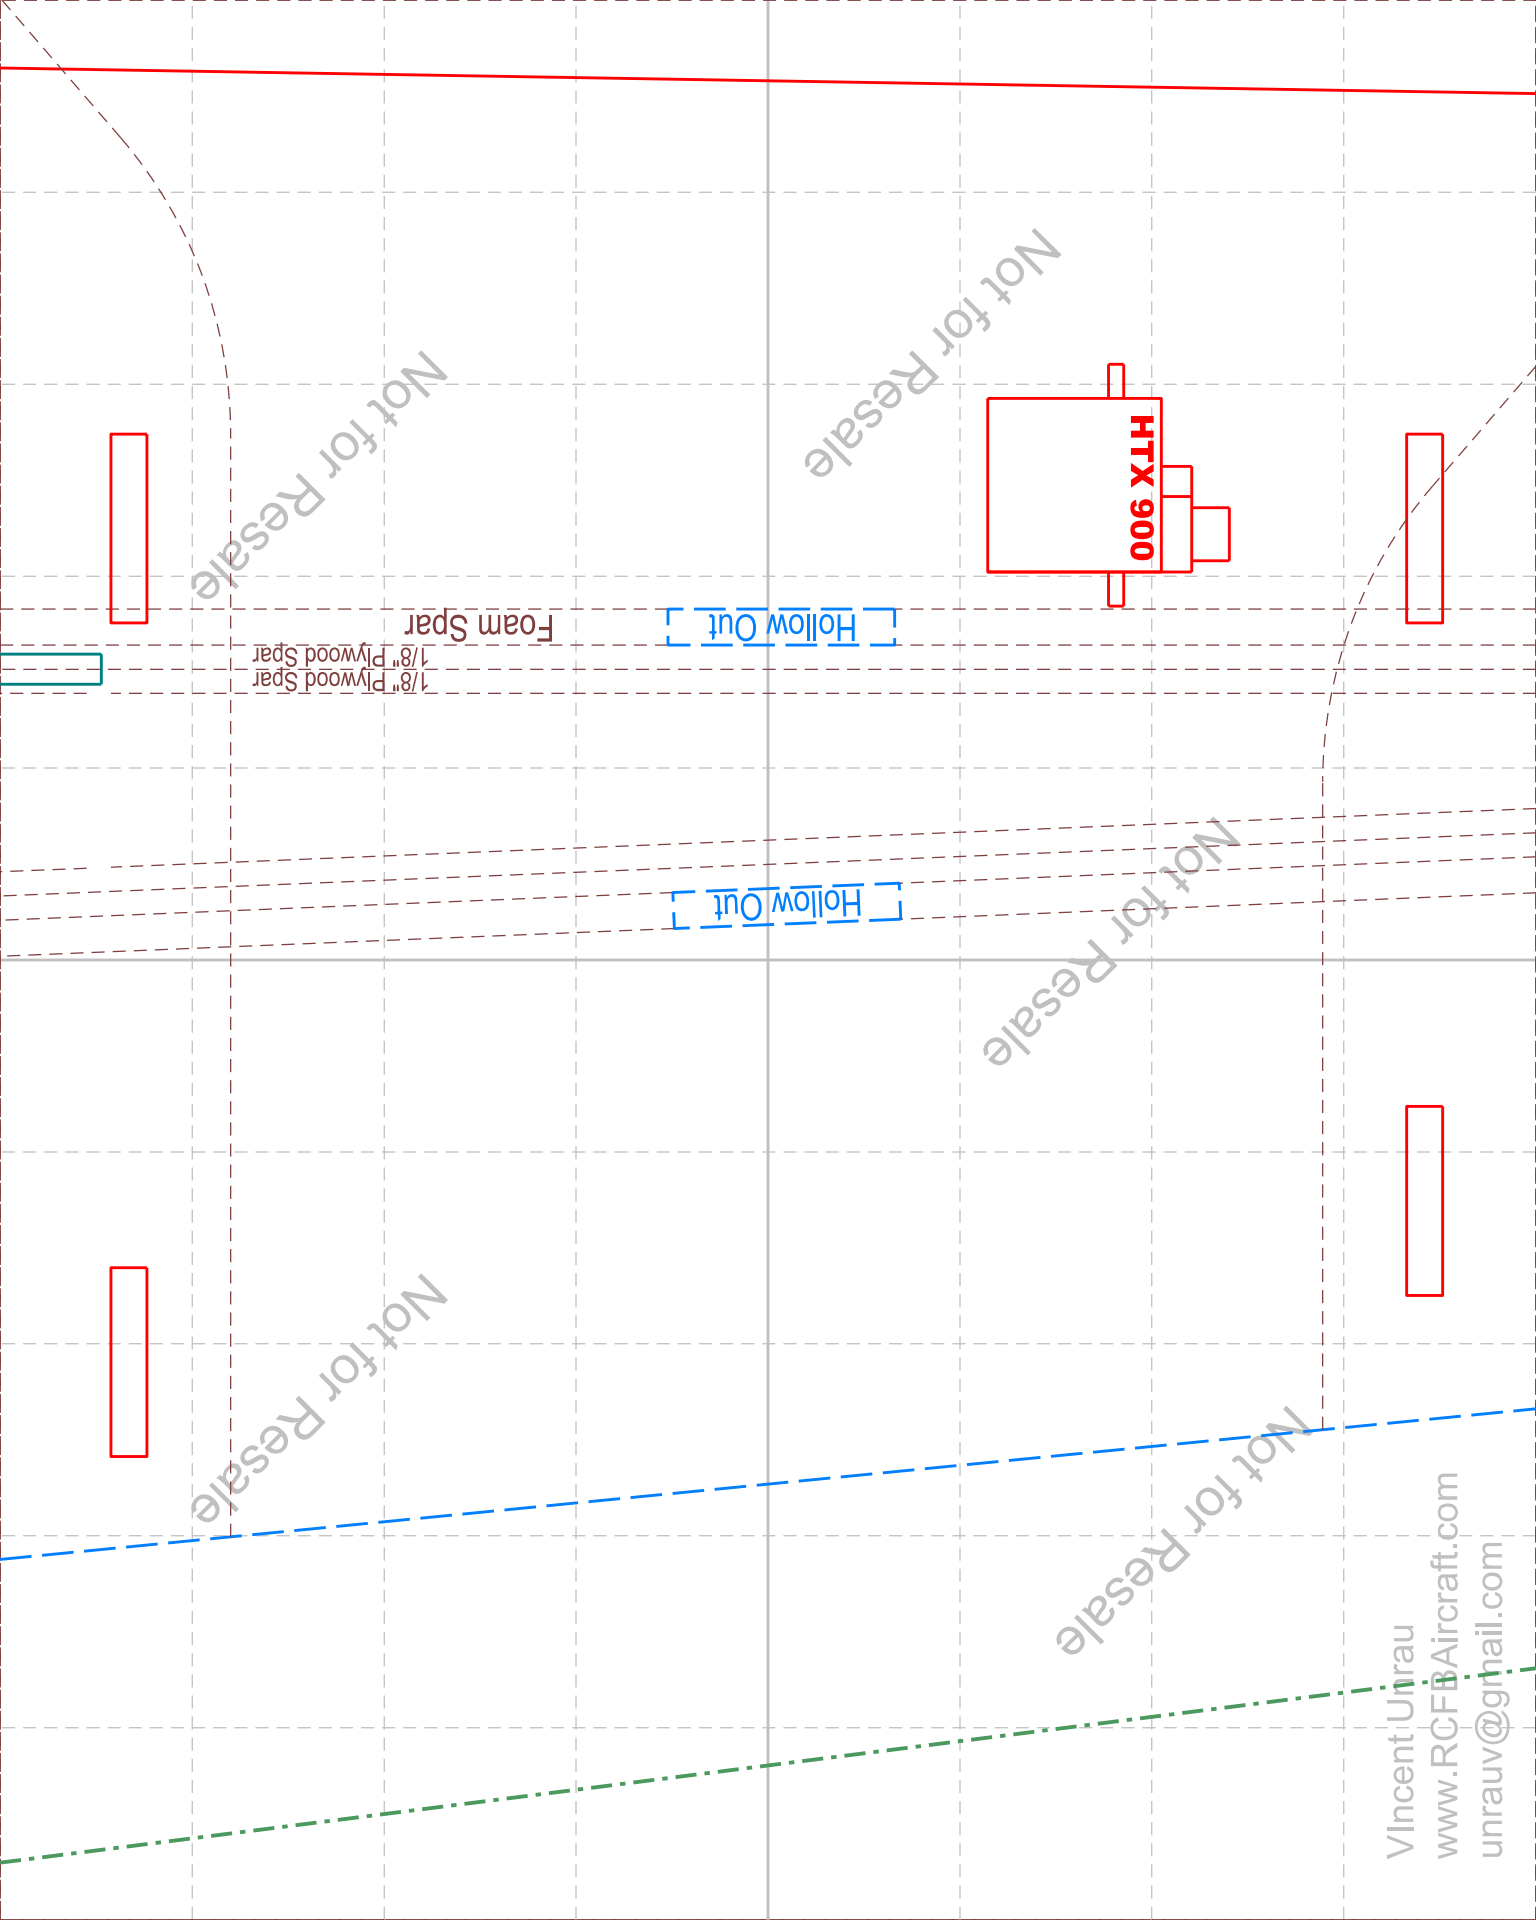 Not for Resale
Not for Resale
HTX 900
Foam Spar
Hollow Out
1/8" Plywood Spar
1/8" Plywood Spar
Not for Resale
Hollow Out
Not for Resale
Not for Resale
VIncent Unrau
www.RCFBAircraft.com
unrauv@gmail.com